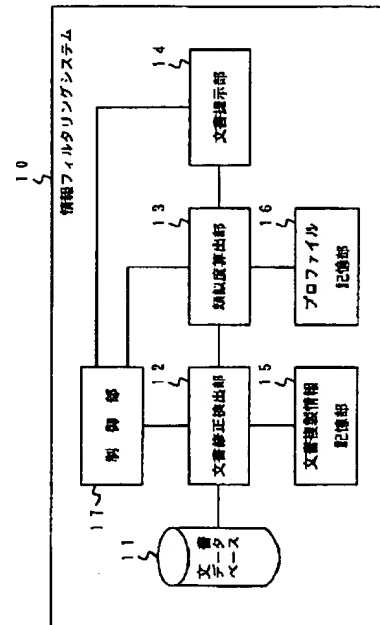 10
情報フィルタリングシステム
17
制御部
11
文書
データ
ベース
12
文書修正検出部
13
類似度算出部
14
文書提示部
15
文書複製情報
記憶部
16
プロファイル
記憶部